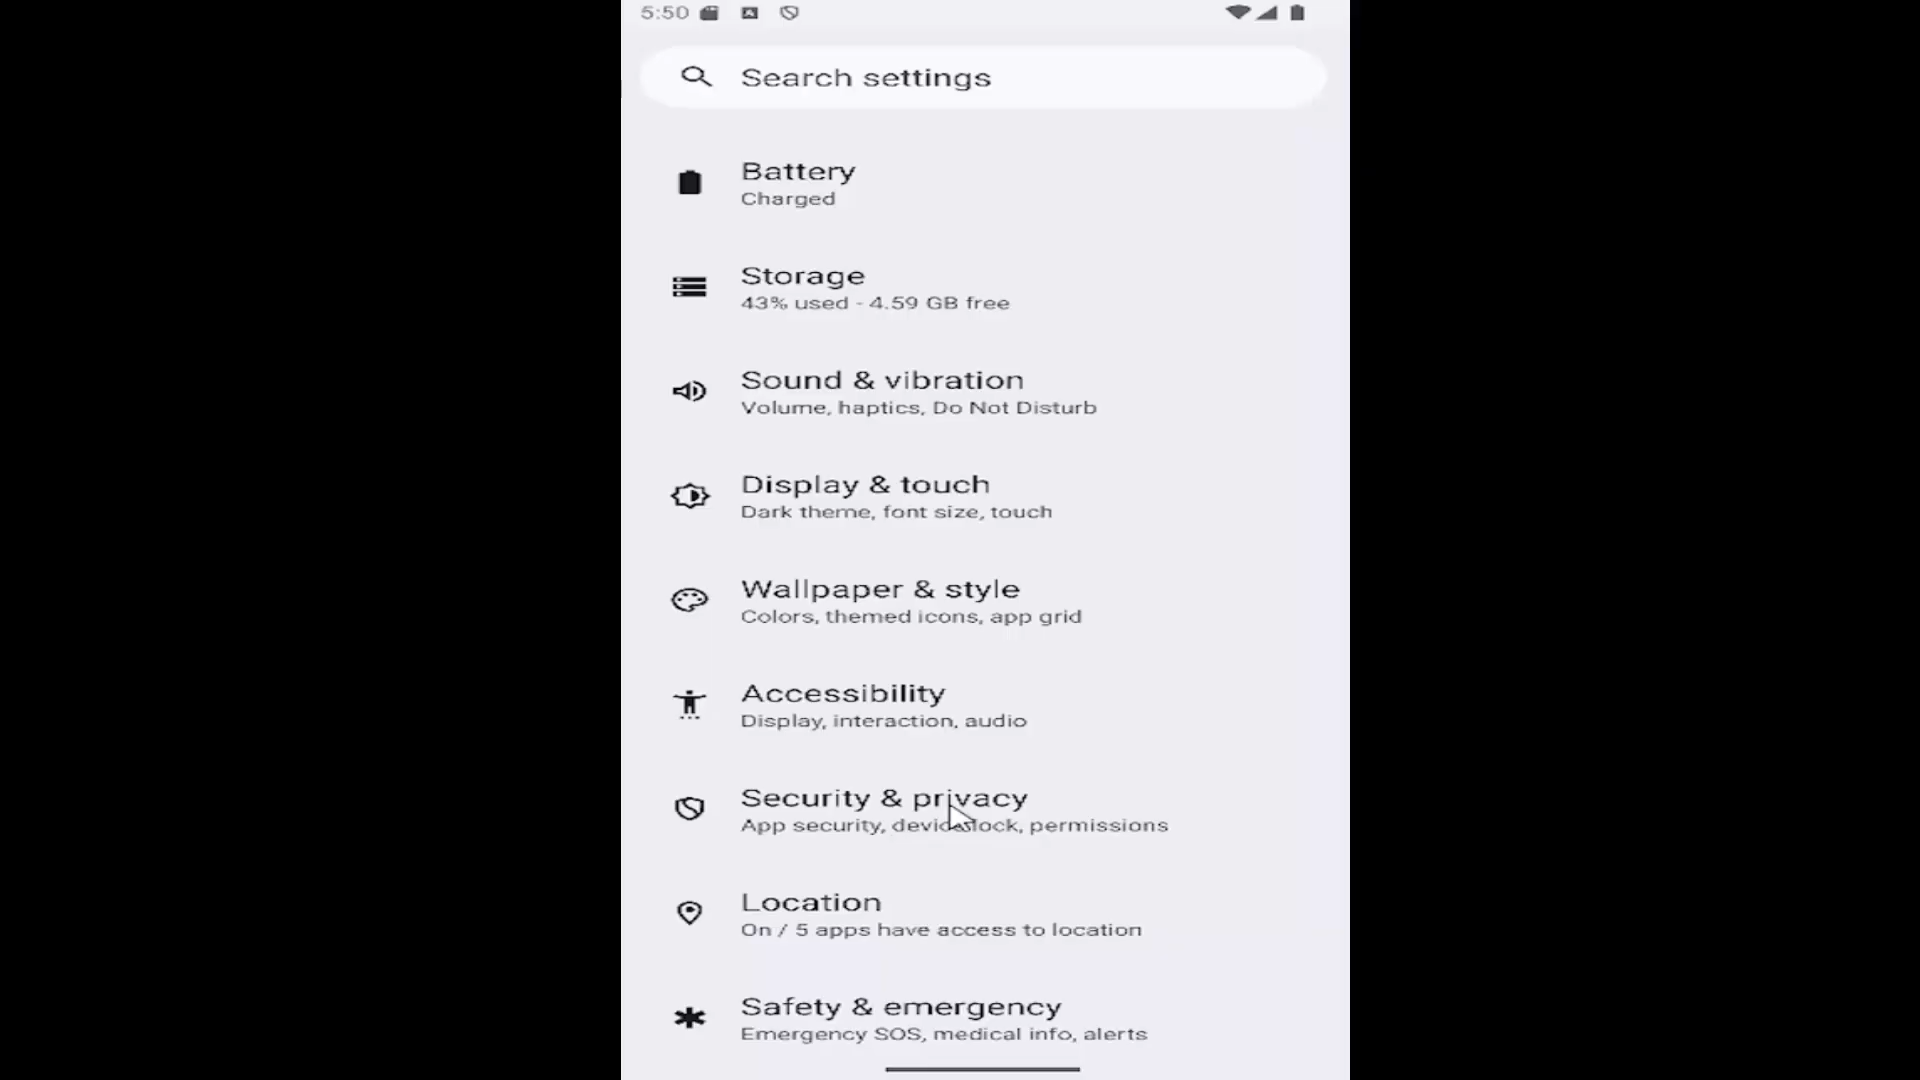 5:50
Search settings
Battery
Charged
Storage
43% used - 4.59 GB free
Sound & vibration
Volume, haptics, Do Not Disturb
Display & touch
Dark theme, font size, touch
Wallpaper & style
Colors, themed icons, app grid
Accessibility
Display, interaction, audio
Security & privacy
App security, device lock, permissions
Location
On / 5 apps have access to location
Safety & emergency
Emergency SOS, medical info, alerts